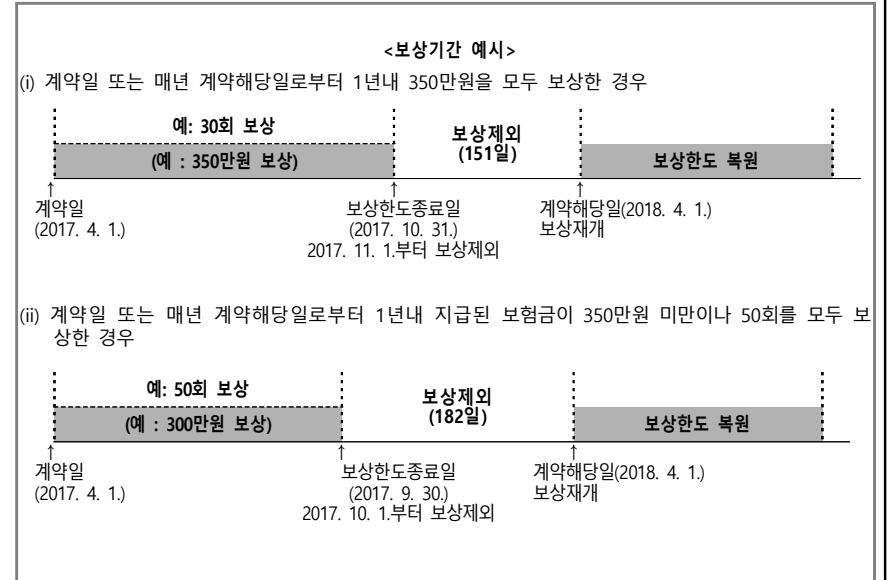 <보상기간 예시>
(i) 계약일 또는 매년 계약해당일로부터 1년내 350만원을 모두 보상한 경우
예: 30회 보상
(예 : 350만원 보상)
보상제외
(151일)
보상한도 복원
↑
계약일
(2017. 4. 1.)
↑
보상한도종료일
(2017. 10. 31.)
2017. 11. 1.부터 보상제외
↑
계약해당일(2018. 4. 1.)
보상재개
(ii) 계약일 또는 매년 계약해당일로부터 1년내 지급된 보험금이 350만원 미만이나 50회를 모두 보
상한 경우
예: 50회 보상
(예 : 300만원 보상)
보상제외
(182일)
보상한도 복원
↑
계약일
(2017. 4. 1.)
↑
보상한도종료일
(2017. 9. 30.)
2017. 10. 1.부터 보상제외
↑
계약해당일(2018. 4. 1.)
보상재개